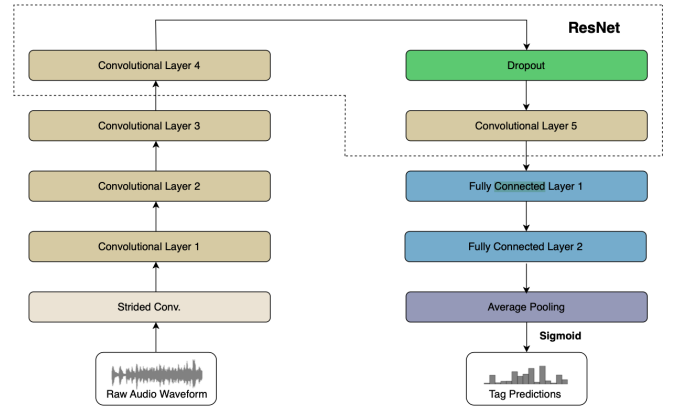 ResNet
Convolutional Layer 4
Dropout
Convolutional Layer 3
Convolutional Layer 5
Convolutional Layer 2
Fully Connected Layer 1
Convolutional Layer 1
Fully Connected Layer 2
Strided Conv.
Average Pooling
Sigmoid
Raw Audio Waveform
Tag Predictions